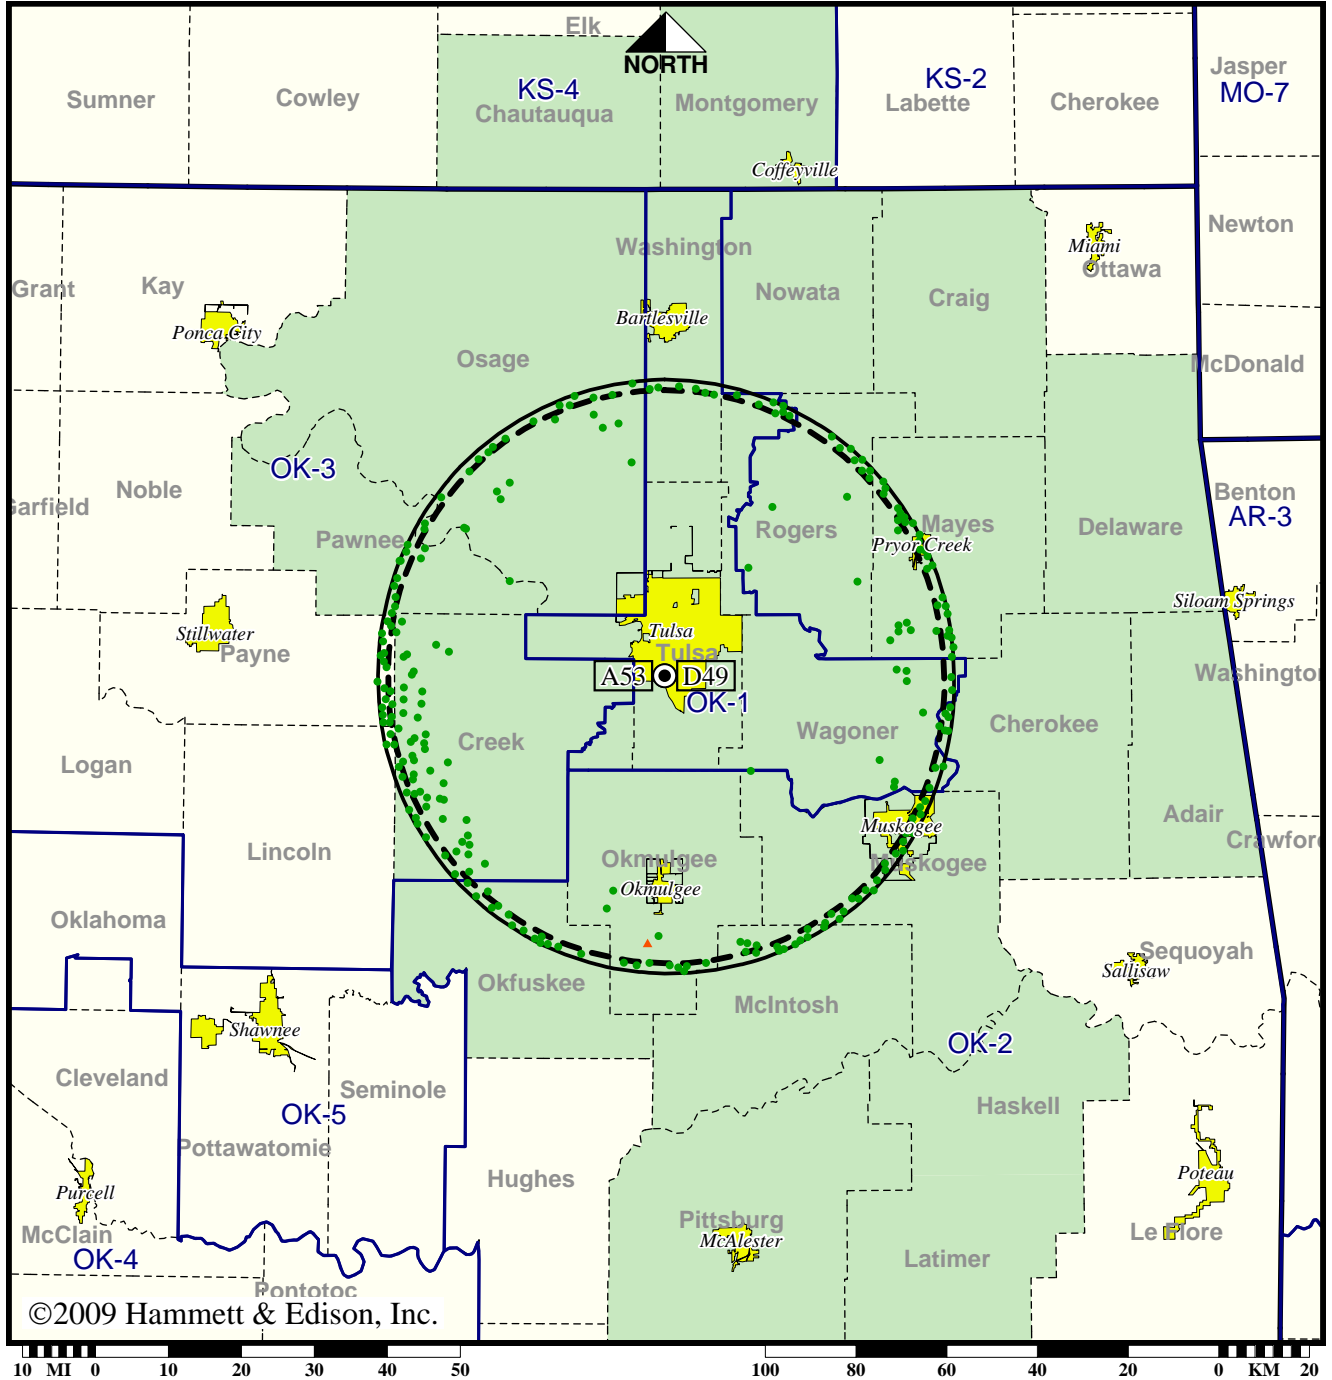 Elk
NORTH
Sumner
Cowley
KS-4
Chautauqua
Montgomery
KS-2
Labette
Cherokee
Jasper
MO-7
Coffeyville
Newton
Washington
Miami
Ottawa
Grant
Kay
Nowata
Craig
Ponca City
Bartlesville
Osage
McDonald
OK-3
Noble
Garfield
Benton
AR-3
Pawnee
Rogers
Mayes
Delaware
Pryor Creek
Siloam Springs
Stillwater
Payne
Tulsa
Tulsa
Washington
A53
D49
OK-1
Creek
Wagoner
Cherokee
Logan
Adair
Lincoln
Muskogee
Crawford
Okmulgee
Muskogee
Okmulgee
Oklahoma
Sequoyah
Sallisaw
Okfuskee
McIntosh
Shawnee
OK-2
Cleveland
Seminole
OK-5
Haskell
Pottawatomie
Hughes
Poteau
Purcell
McClain
Pittsburg
McAlester
Le Flore
OK-4
Latimer
Pontotoc
©2009 Hammett & Edison, Inc.
10 MI 0 10 20 30 40 50 100 80 60 40 20 0 KM 20